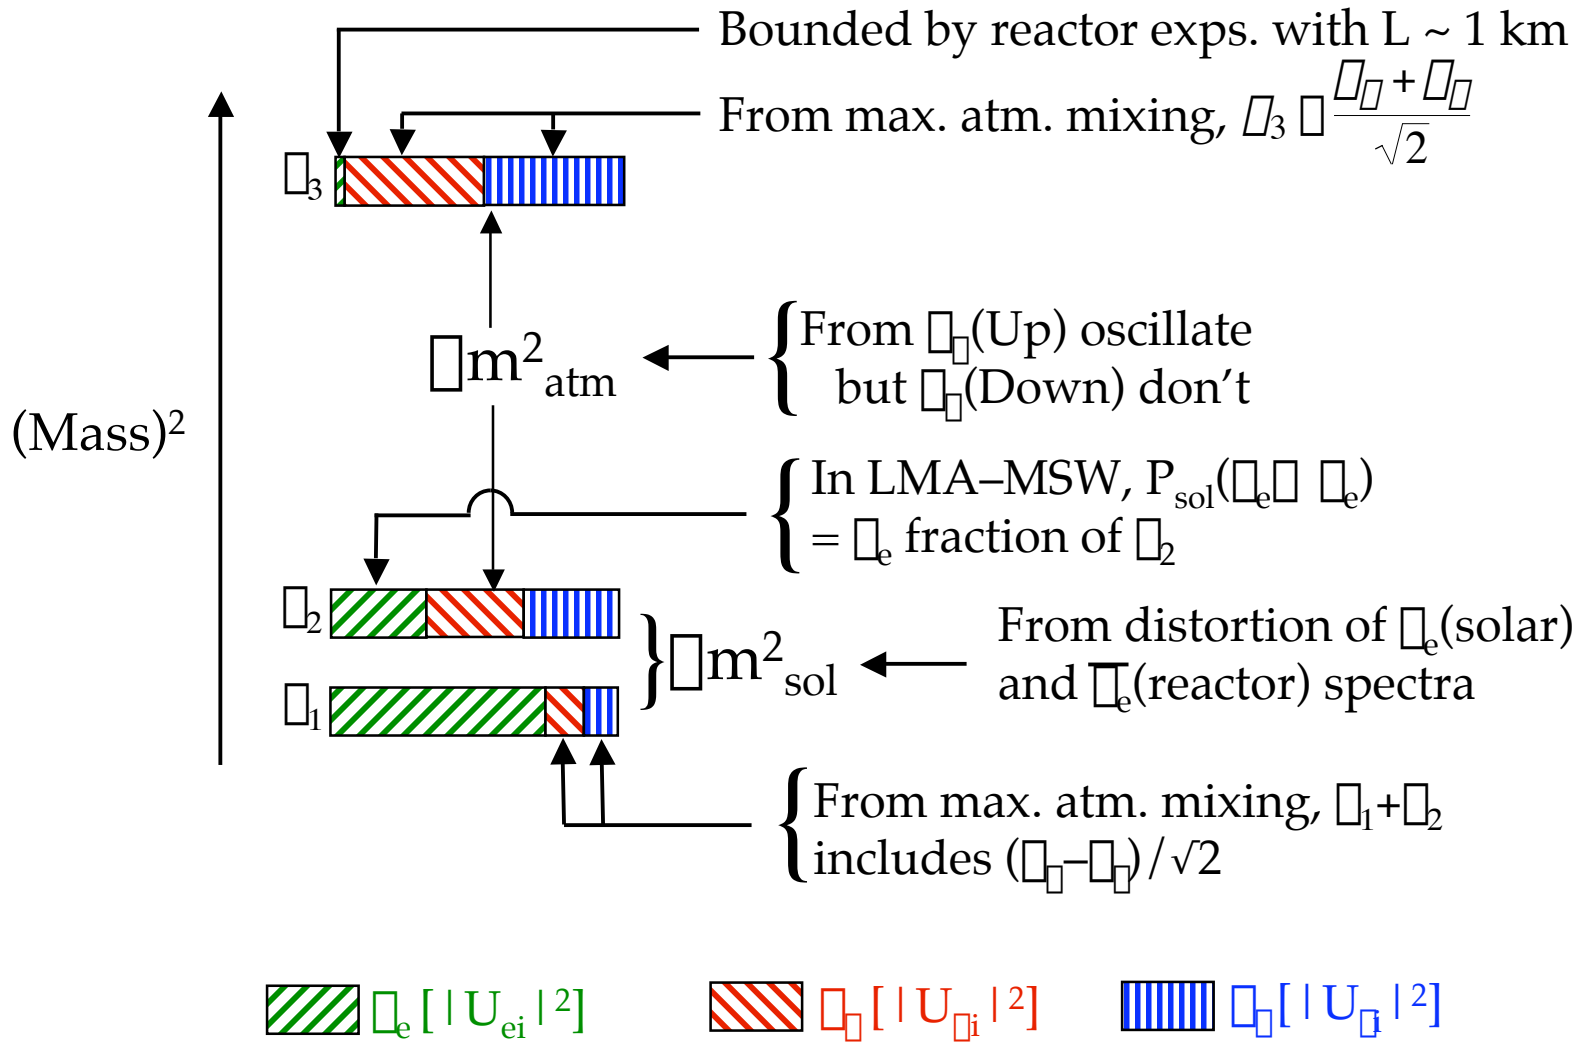 Bounded by reactor exps. with L ~ 1 km
From max. atm. mixing, ▯₃ ▯ (▯▯ + ▯▯)/√2
▯₃
▯m²atm
From ▯▯(Up) oscillate
but ▯▯(Down) don’t
(Mass)²
In LMA–MSW, Psol(▯e▯ ▯e)
= ▯e fraction of ▯₂
▯₂
▯m²sol
From distortion of ▯e(solar)
and ▯e(reactor) spectra
▯₁
From max. atm. mixing, ▯₁+▯₂
includes (▯▯–▯▯)/√2
▯e [ | Uei | ²]
▯▯ [ | U▯i | ²]
▯▯ [ | U▯i | ²]